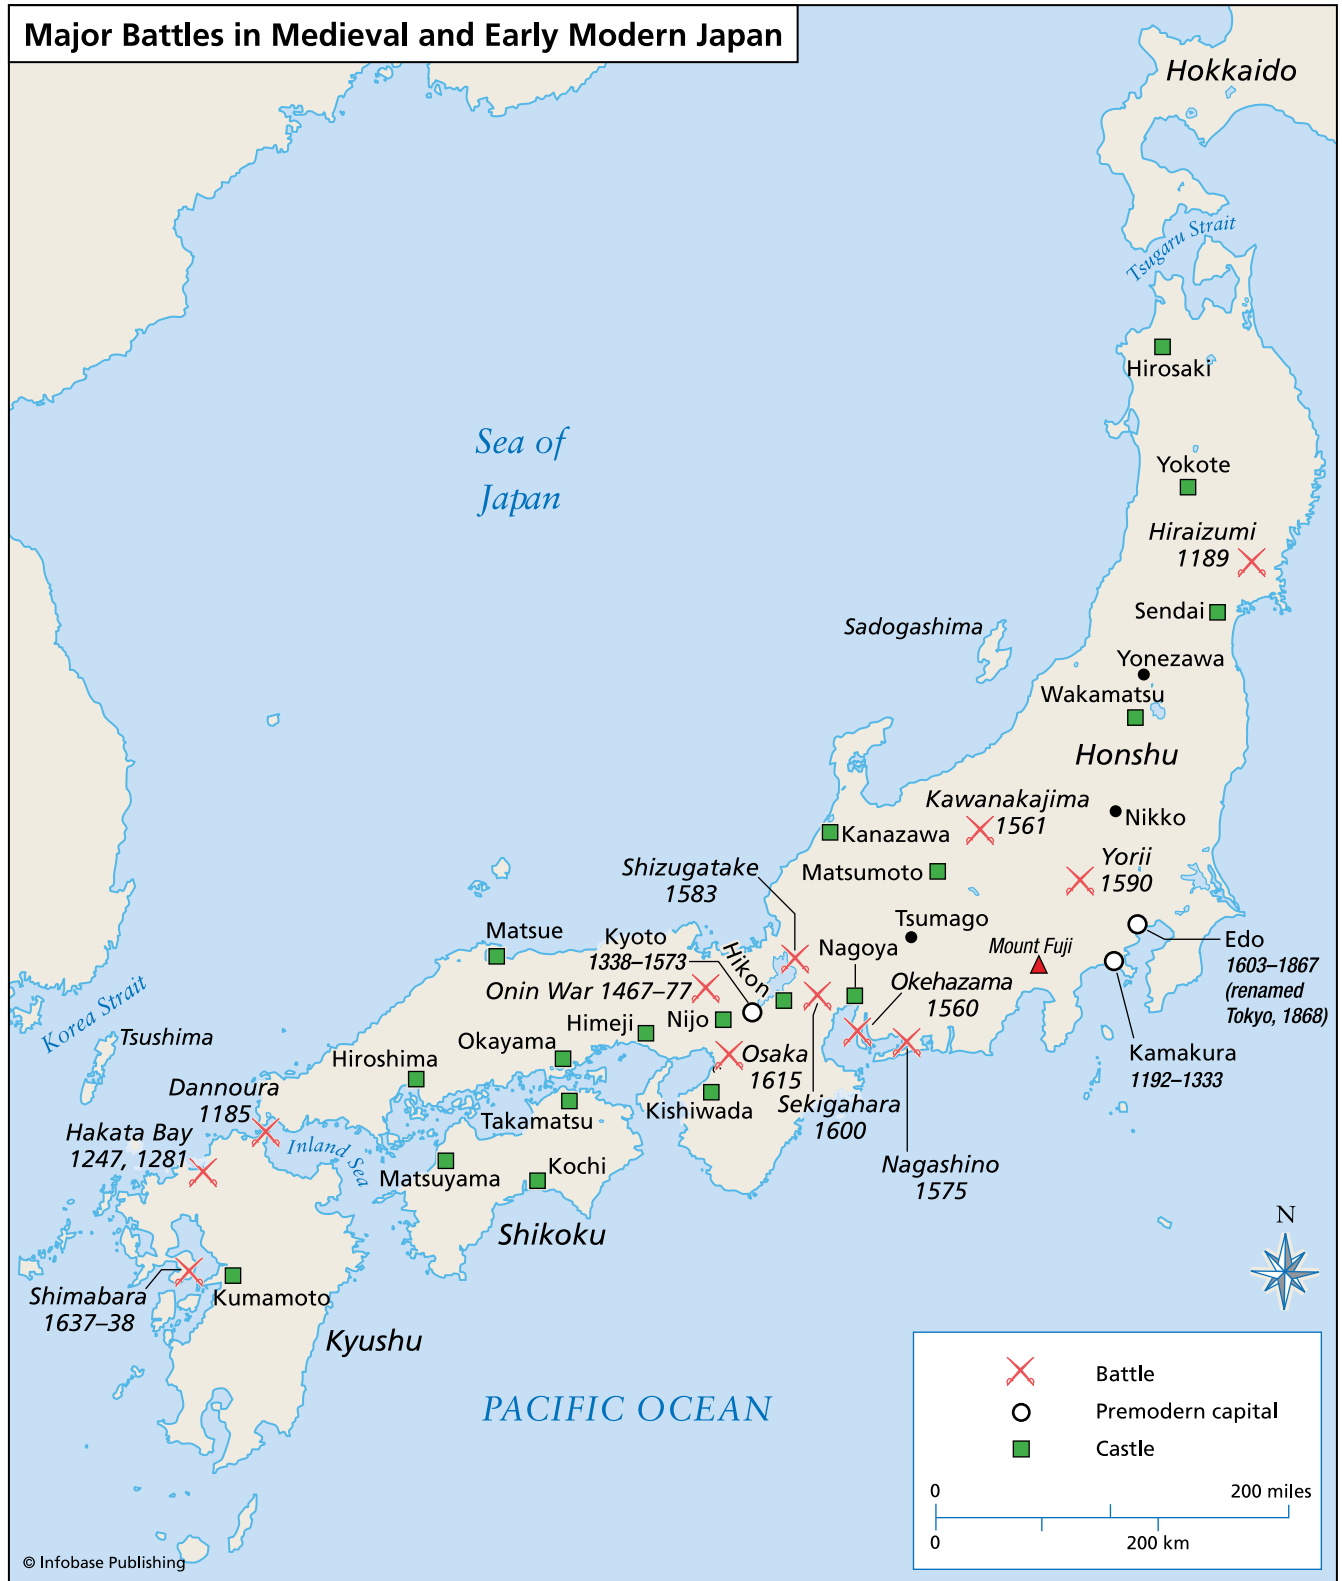 Major Battles in Medieval and Early Modern Japan
Hokkaido
Tsugaru Strait
Hirosaki
Sea of
Japan
Yokote
Hiraizumi
1189
Sendai
Sadogashima
Yonezawa
Wakamatsu
Honshu
Kawanakajima
1561
Nikko
Kanazawa
Yorii
1590
Shizugatake
1583
Matsumoto
Tsumago
Matsue
Kyoto
1338–1573
Hikon
Nagoya
Mount Fuji
Edo
1603–1867
(renamed
Tokyo, 1868)
Onin War 1467–77
Okehazama
1560
Korea Strait
Tsushima
Himeji
Nijo
Okayama
Hiroshima
Osaka
1615
Kamakura
1192–1333
Dannoura
1185
Takamatsu
Kishiwada
Sekigahara
1600
Hakata Bay
1247, 1281
Inland Sea
Matsuyama
Kochi
Nagashino
1575
Shikoku
N
Shimabara
1637–38
Kumamoto
Kyushu
PACIFIC OCEAN
Battle
Premodern capital
Castle
0 200 miles
0 200 km
© Infobase Publishing